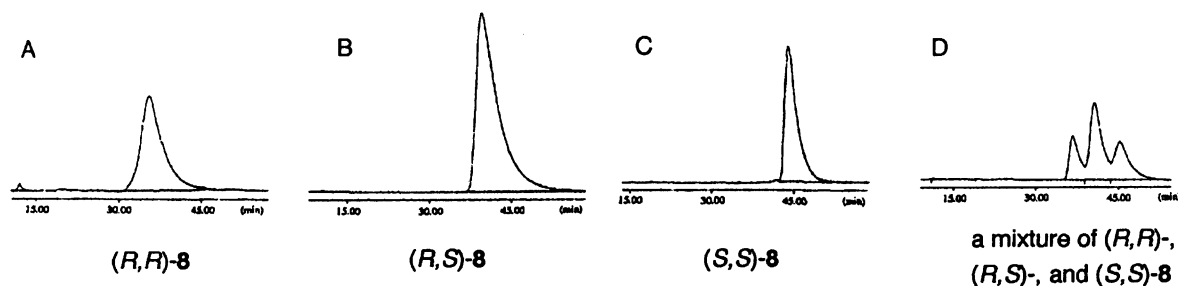 A
B
C
D
15.00 30.00 45.00 (min)
15.00 30.00 45.00 (min)
15.00 30.00 45.00 (min)
15.00 30.00 45.00 (min)
(R,R)-8
(R,S)-8
(S,S)-8
a mixture of (R,R)-,
(R,S)-, and (S,S)-8